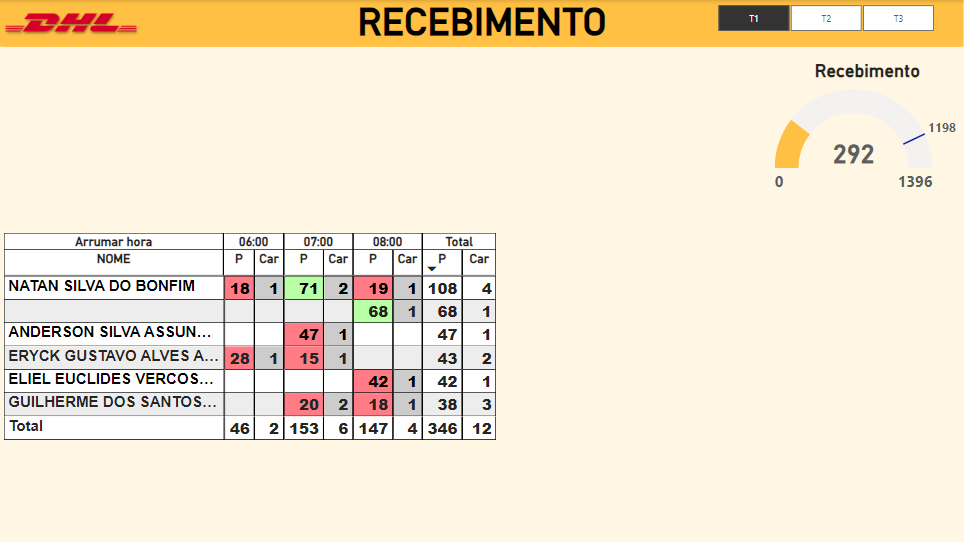 DHL RECEBIMENTO T1 T2 T3
Recebimento
1198
292
0 1396
Arrumar hora 06:00 07:00 08:00 Total
NOME P Car P Car P Car P Car
NATAN SILVA DO BONFIM 18 1 71 2 19 1 108 4
68 1 68 1
ANDERSON SILVA ASSUN... 47 1 47 1
ERYCK GUSTAVO ALVES A... 28 1 15 1 43 2
ELIEL EUCLIDES VERCOS... 42 1 42 1
GUILHERME DOS SANTOS... 20 2 18 1 38 3
Total 46 2 153 6 147 4 346 12